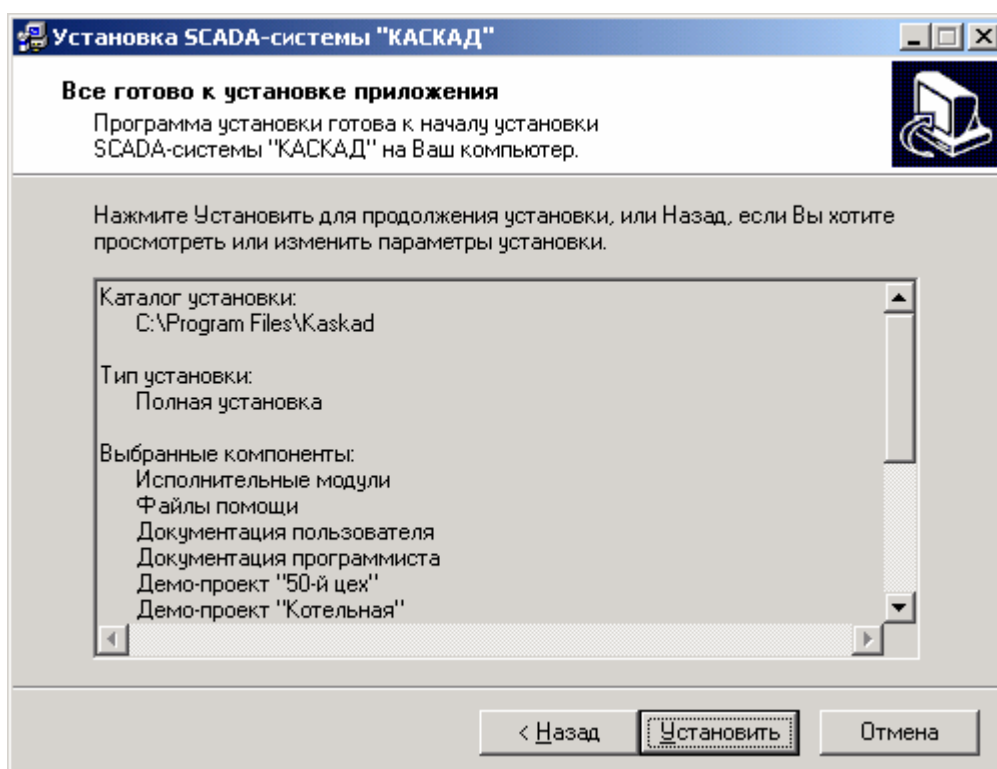 Установка SCADA-системы "КАСКАД"
Все готово к установке приложения
Программа установки готова к началу установки
SCADA-системы "КАСКАД" на Ваш компьютер.
Нажмите Установить для продолжения установки, или Назад, если Вы хотите
просмотреть или изменить параметры установки.
Каталог установки:
C:\Program Files\Kaskad
Тип установки:
Полная установка
Выбранные компоненты:
Исполнительные модули
Файлы помощи
Документация пользователя
Документация программиста
Демо-проект "50-й цех"
Демо-проект "Котельная"
< Назад Установить Отмена